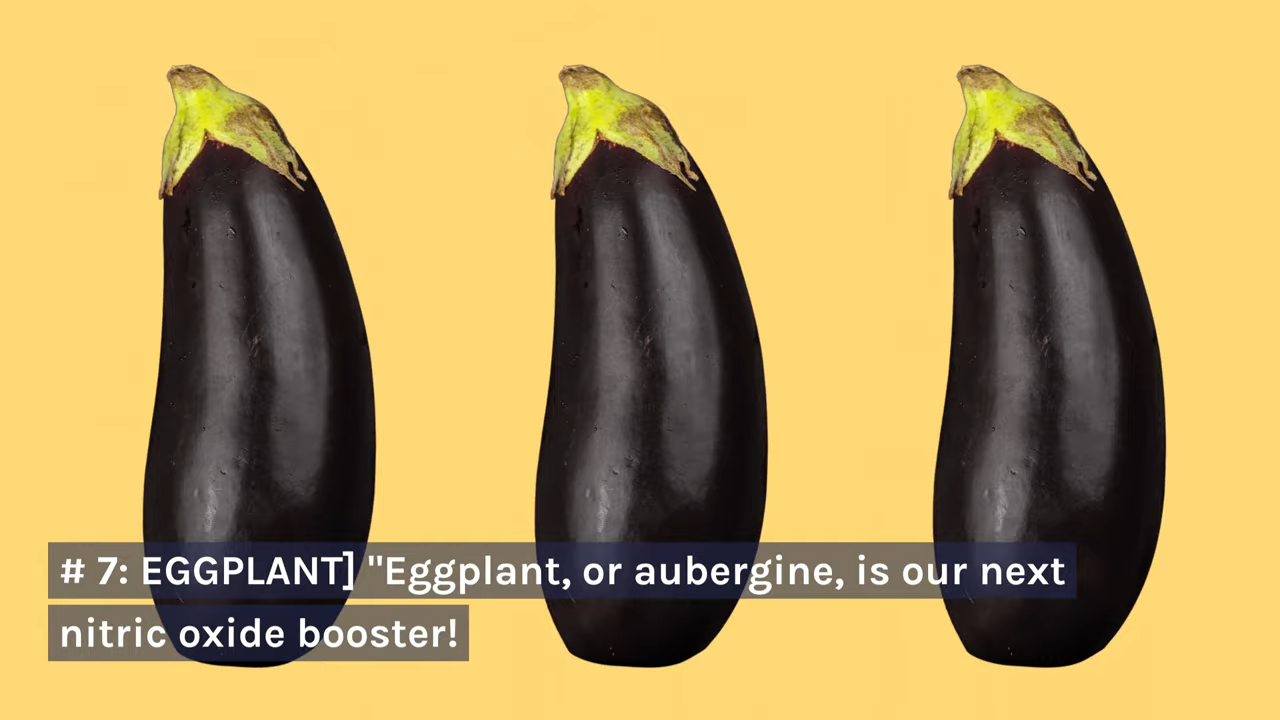 # 7: EGGPLANT] "Eggplant, or aubergine, is our next
nitric oxide booster!